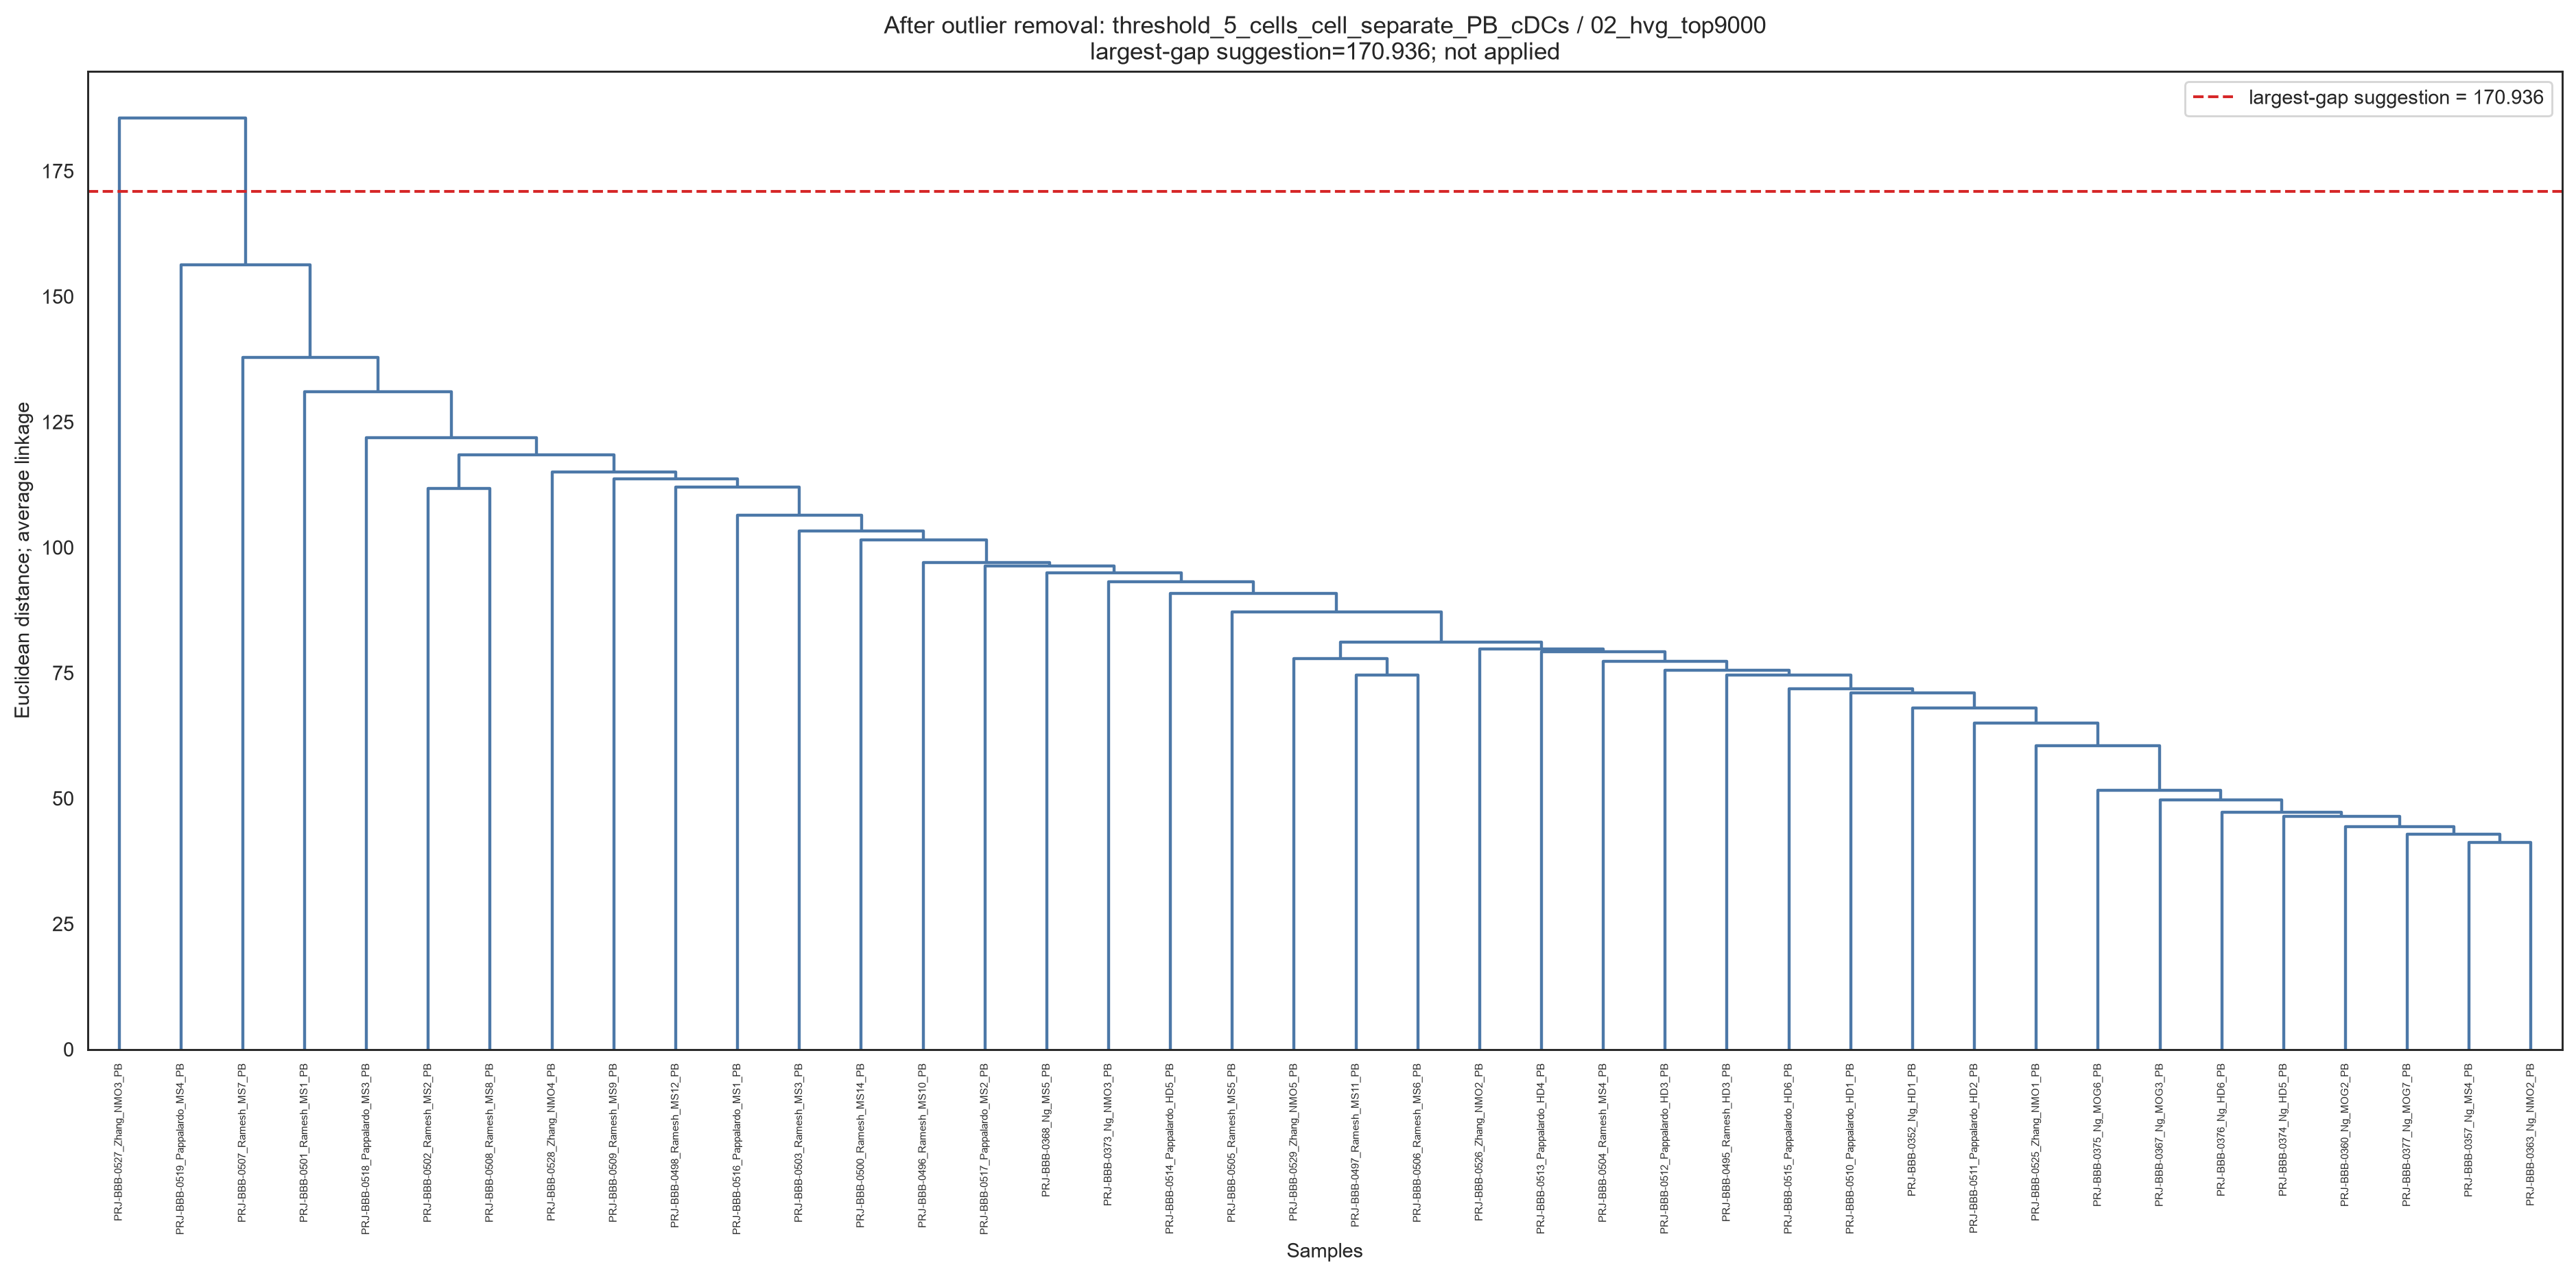 After outlier removal: threshold_5_cells_cell_separate_PB_cDCs / 02_hvg_top9000
largest-gap suggestion=170.936; not applied
largest-gap suggestion = 170.936
Euclidean distance; average linkage
175
150
125
100
75
50
25
0
PRJ-BBB-0527_Zhang_NMO3_PB
PRJ-BBB-0519_Pappalardo_MS4_PB
PRJ-BBB-0507_Ramesh_MS7_PB
PRJ-BBB-0501_Ramesh_MS1_PB
PRJ-BBB-0518_Pappalardo_MS3_PB
PRJ-BBB-0502_Ramesh_MS2_PB
PRJ-BBB-0508_Ramesh_MS8_PB
PRJ-BBB-0528_Zhang_NMO4_PB
PRJ-BBB-0509_Ramesh_MS9_PB
PRJ-BBB-0498_Ramesh_MS12_PB
PRJ-BBB-0516_Pappalardo_MS1_PB
PRJ-BBB-0503_Ramesh_MS3_PB
PRJ-BBB-0500_Ramesh_MS14_PB
PRJ-BBB-0496_Ramesh_MS10_PB
PRJ-BBB-0517_Pappalardo_MS2_PB
PRJ-BBB-0368_Ng_MS5_PB
PRJ-BBB-0373_Ng_NMO3_PB
PRJ-BBB-0514_Pappalardo_HD5_PB
PRJ-BBB-0505_Ramesh_MS5_PB
PRJ-BBB-0529_Zhang_NMO5_PB
PRJ-BBB-0497_Ramesh_MS11_PB
PRJ-BBB-0506_Ramesh_MS6_PB
PRJ-BBB-0526_Zhang_NMO2_PB
PRJ-BBB-0513_Pappalardo_HD4_PB
PRJ-BBB-0504_Ramesh_MS4_PB
PRJ-BBB-0512_Pappalardo_HD3_PB
PRJ-BBB-0495_Ramesh_HD3_PB
PRJ-BBB-0515_Pappalardo_HD6_PB
PRJ-BBB-0510_Pappalardo_HD1_PB
PRJ-BBB-0352_Ng_HD1_PB
PRJ-BBB-0511_Pappalardo_HD2_PB
PRJ-BBB-0525_Zhang_NMO1_PB
PRJ-BBB-0375_Ng_MOG6_PB
PRJ-BBB-0367_Ng_MOG3_PB
PRJ-BBB-0376_Ng_HD6_PB
PRJ-BBB-0374_Ng_HD5_PB
PRJ-BBB-0360_Ng_MOG2_PB
PRJ-BBB-0377_Ng_MOG7_PB
PRJ-BBB-0357_Ng_MS4_PB
PRJ-BBB-0363_Ng_NMO2_PB
Samples